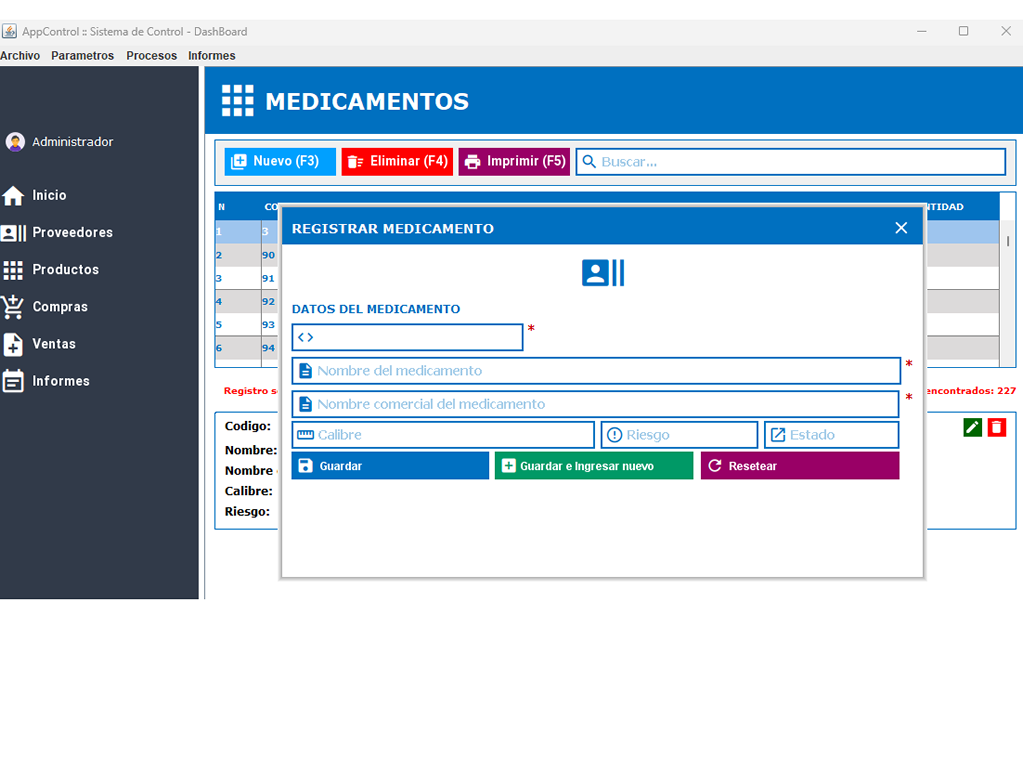 AppControl :: Sistema de Control - DashBoard
Archivo Parametros Procesos Informes
MEDICAMENTOS
Administrador
Inicio
Proveedores
Productos
Compras
Ventas
Informes
Nuevo (F3) Eliminar (F4) Imprimir (F5) Buscar...
N CO NTIDAD
1 3
2 90
3 91
4 92
5 93
6 94
REGISTRAR MEDICAMENTO
DATOS DEL MEDICAMENTO
*
Nombre del medicamento *
Nombre comercial del medicamento *
Calibre Riesgo Estado
Guardar Guardar e Ingresar nuevo Resetear
Registro s encontrados: 227
Codigo:
Nombre:
Nombre
Calibre:
Riesgo: